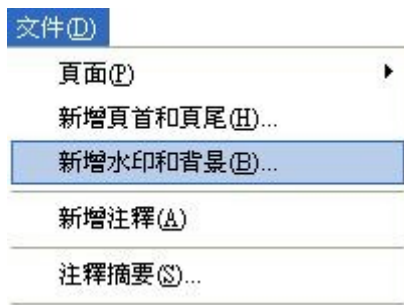 文件(D)
頁面(P)
新增頁首和頁尾(H)...
新增水印和背景(B)...
新增注釋(A)
注釋摘要(S)...